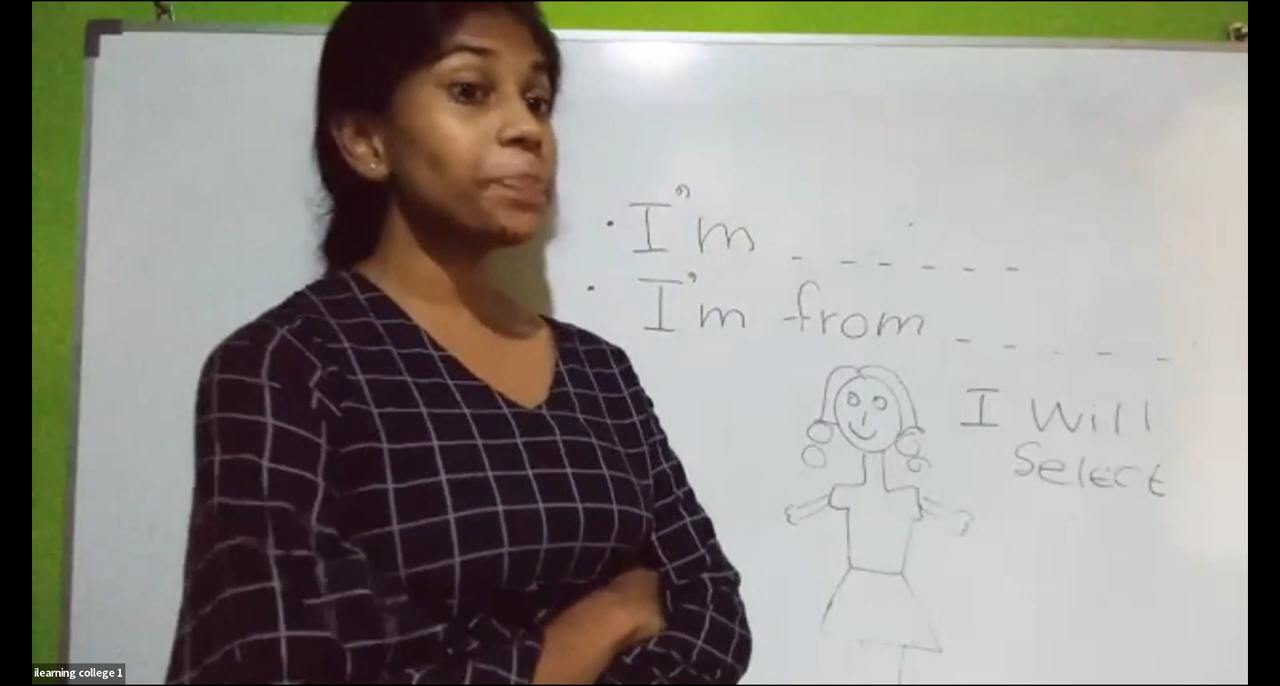 · I'm _ _ _ _ _ _
· I'm from _ _ _ _ _
I will
Select
ilearning college 1